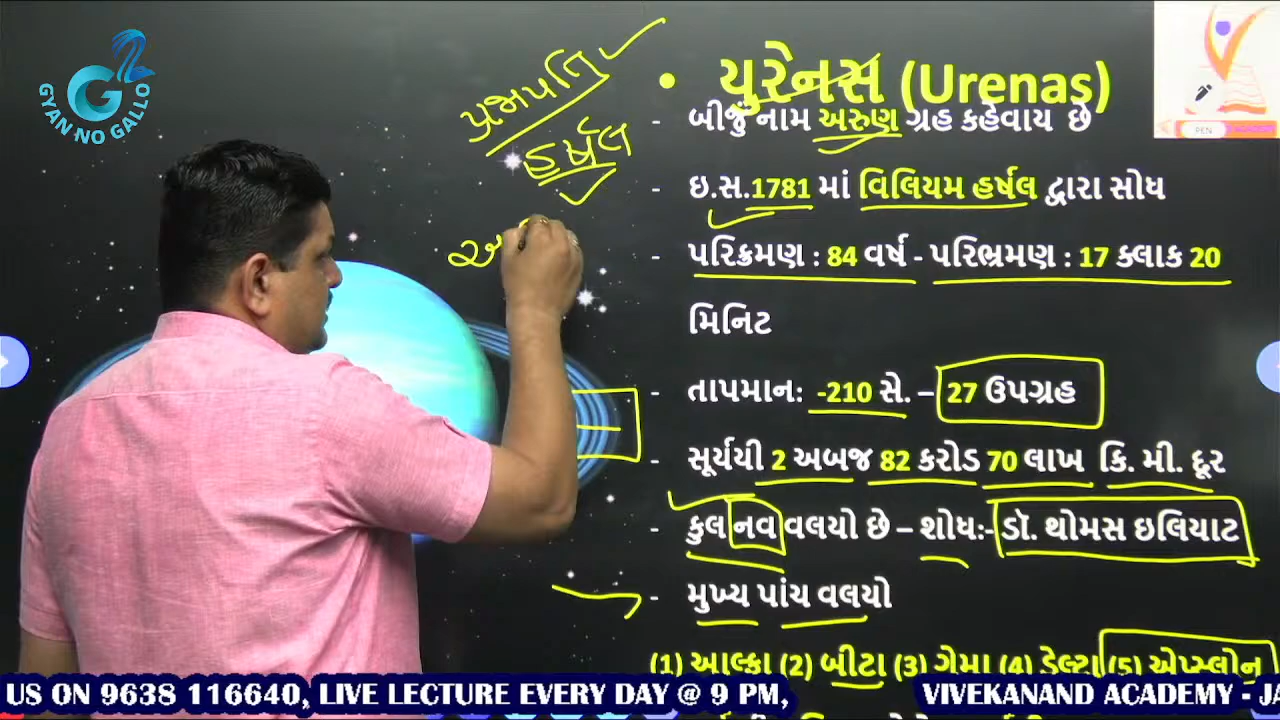 GYAN NO GALLO
પ્રજાપતિ
હર્ષલ
• યુરેનસ (Urenas)
- બીજું નામ અરુણ ગ્રહ કહેવાય છે
- ઇ.સ.1781 માં વિલિયમ હર્ષલ દ્વારા સોધ
- પરિક્રમણ : 84 વર્ષ - પરિભ્રમણ : 17 ક્લાક 20
મિનિટ
- તાપમાન: -210 સે. – 27 ઉપગ્રહ
- સૂર્યયી 2 અબજ 82 કરોડ 70 લાખ કિ. મી. દૂર
- કુલ નવ વલયો છે – શોધ:- ડૉ. થોમસ ઇલિયાટ
- મુખ્ય પાંચ વલયો
(1) આલ્ફા (2) બીટા (3) ગેમા (4) ડેલ્ટા (5) એપ્સ્લોન
PEN
US ON 9638 116640, LIVE LECTURE EVERY DAY @ 9 PM, VIVEKANAND ACADEMY - JA